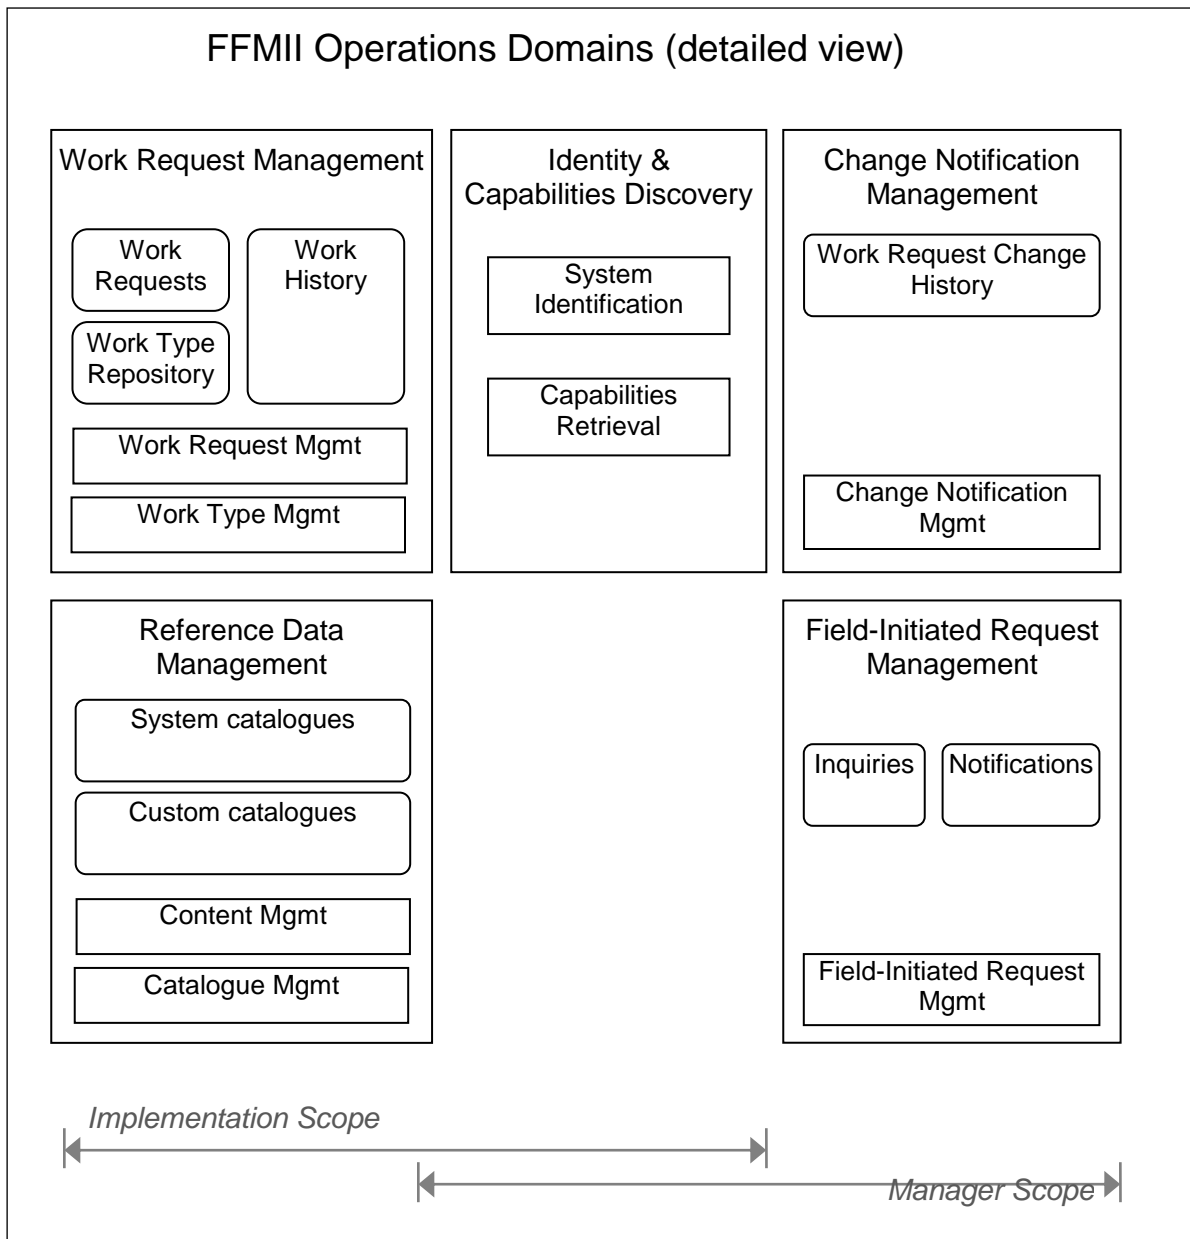 FFMII Operations Domains (detailed view)
Work Request Management
Work
Requests
Work
History
Work Type
Repository
Work Request Mgmt
Work Type Mgmt
Identity &
Capabilities Discovery
System
Identification
Capabilities
Retrieval
Change Notification
Management
Work Request Change
History
Change Notification
Mgmt
Reference Data
Management
System catalogues
Custom catalogues
Content Mgmt
Catalogue Mgmt
Field-Initiated Request
Management
Inquiries
Notifications
Field-Initiated Request
Mgmt
Implementation Scope
Manager Scope